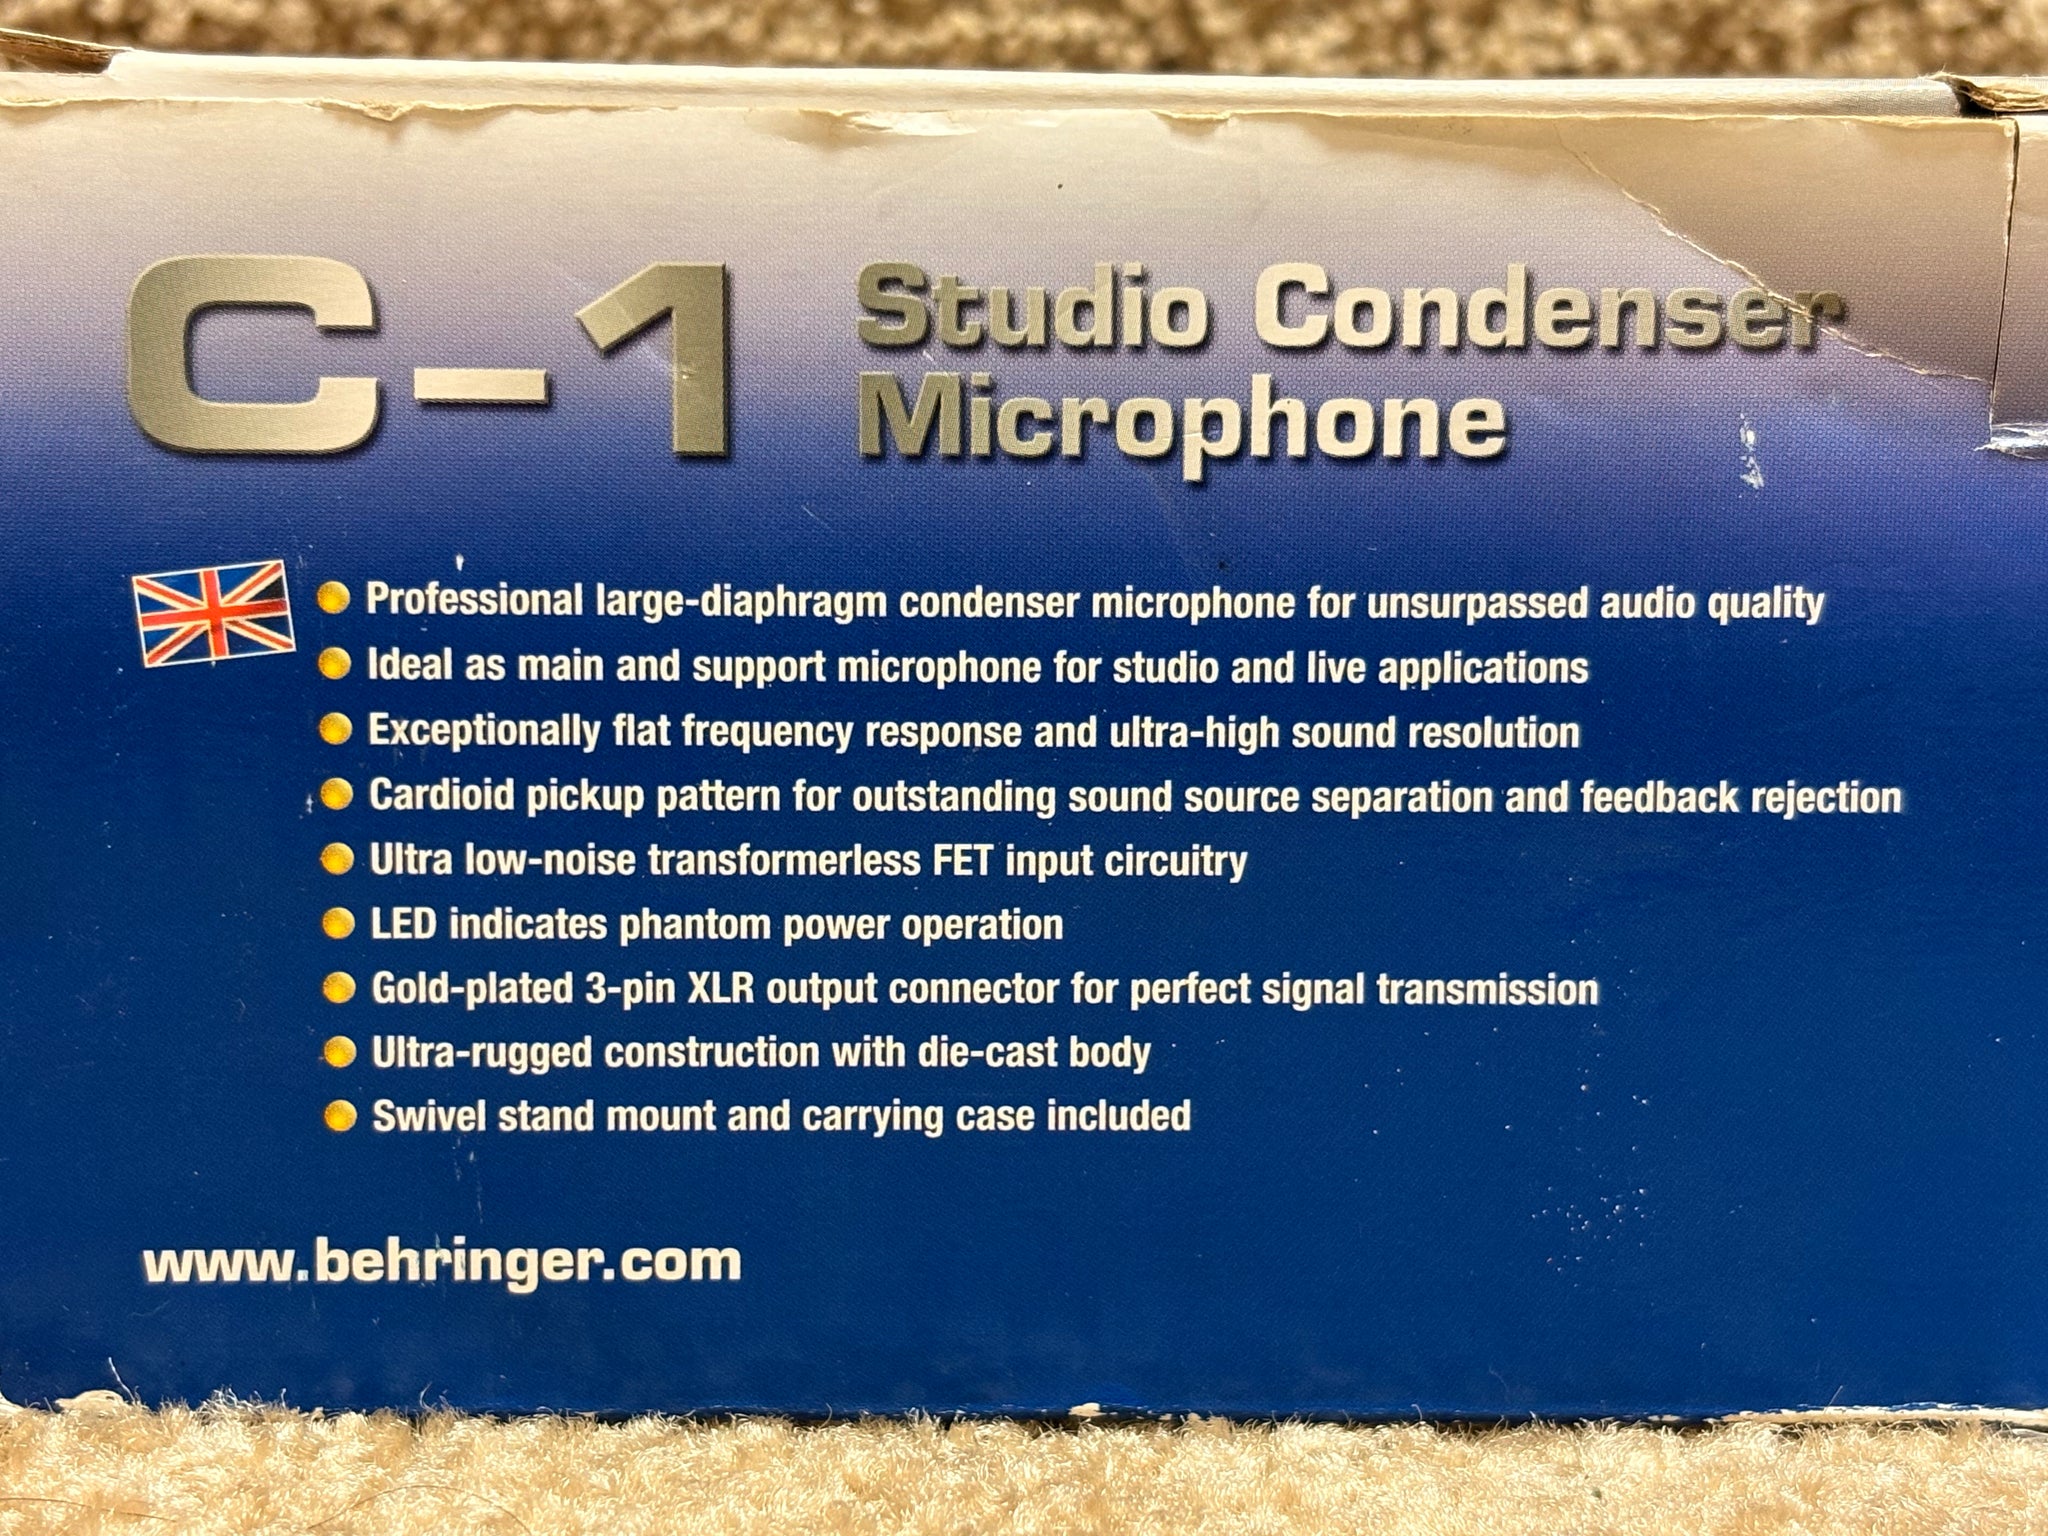 C-1 Studio Condenser
Microphone
Professional large-diaphragm condenser microphone for unsurpassed audio quality
Ideal as main and support microphone for studio and live applications
Exceptionally flat frequency response and ultra-high sound resolution
Cardioid pickup pattern for outstanding sound source separation and feedback rejection
Ultra low-noise transformerless FET input circuitry
LED indicates phantom power operation
Gold-plated 3-pin XLR output connector for perfect signal transmission
Ultra-rugged construction with die-cast body
Swivel stand mount and carrying case included
www.behringer.com